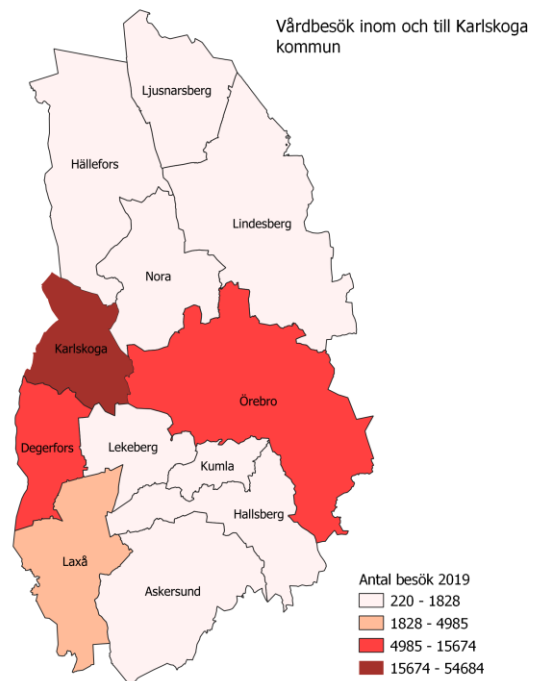 Vårdbesök inom och till Karlskoga
kommun
Ljusnarsberg
Hällefors
Lindesberg
Nora
Karlskoga
Örebro
Degerfors
Lekeberg
Kumla
Hallsberg
Laxå
Askersund
Antal besök 2019
220 - 1828
1828 - 4985
4985 - 15674
15674 - 54684